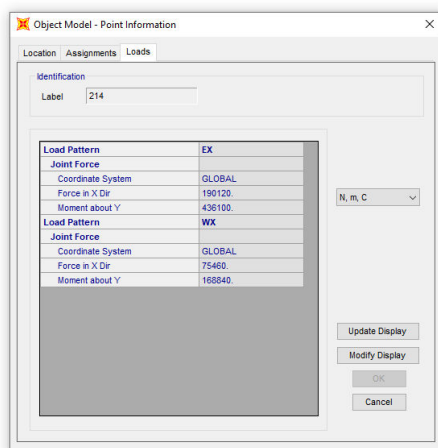 Object Model - Point Information
Location Assignments Loads
Identification
Label 214
Load Pattern EX
Joint Force
Coordinate System GLOBAL
Force in X Dir 190120.
Moment about Y 436100.
Load Pattern WX
Joint Force
Coordinate System GLOBAL
Force in X Dir 75460.
Moment about Y 168840.
N, m, C
Update Display
Modify Display
OK
Cancel